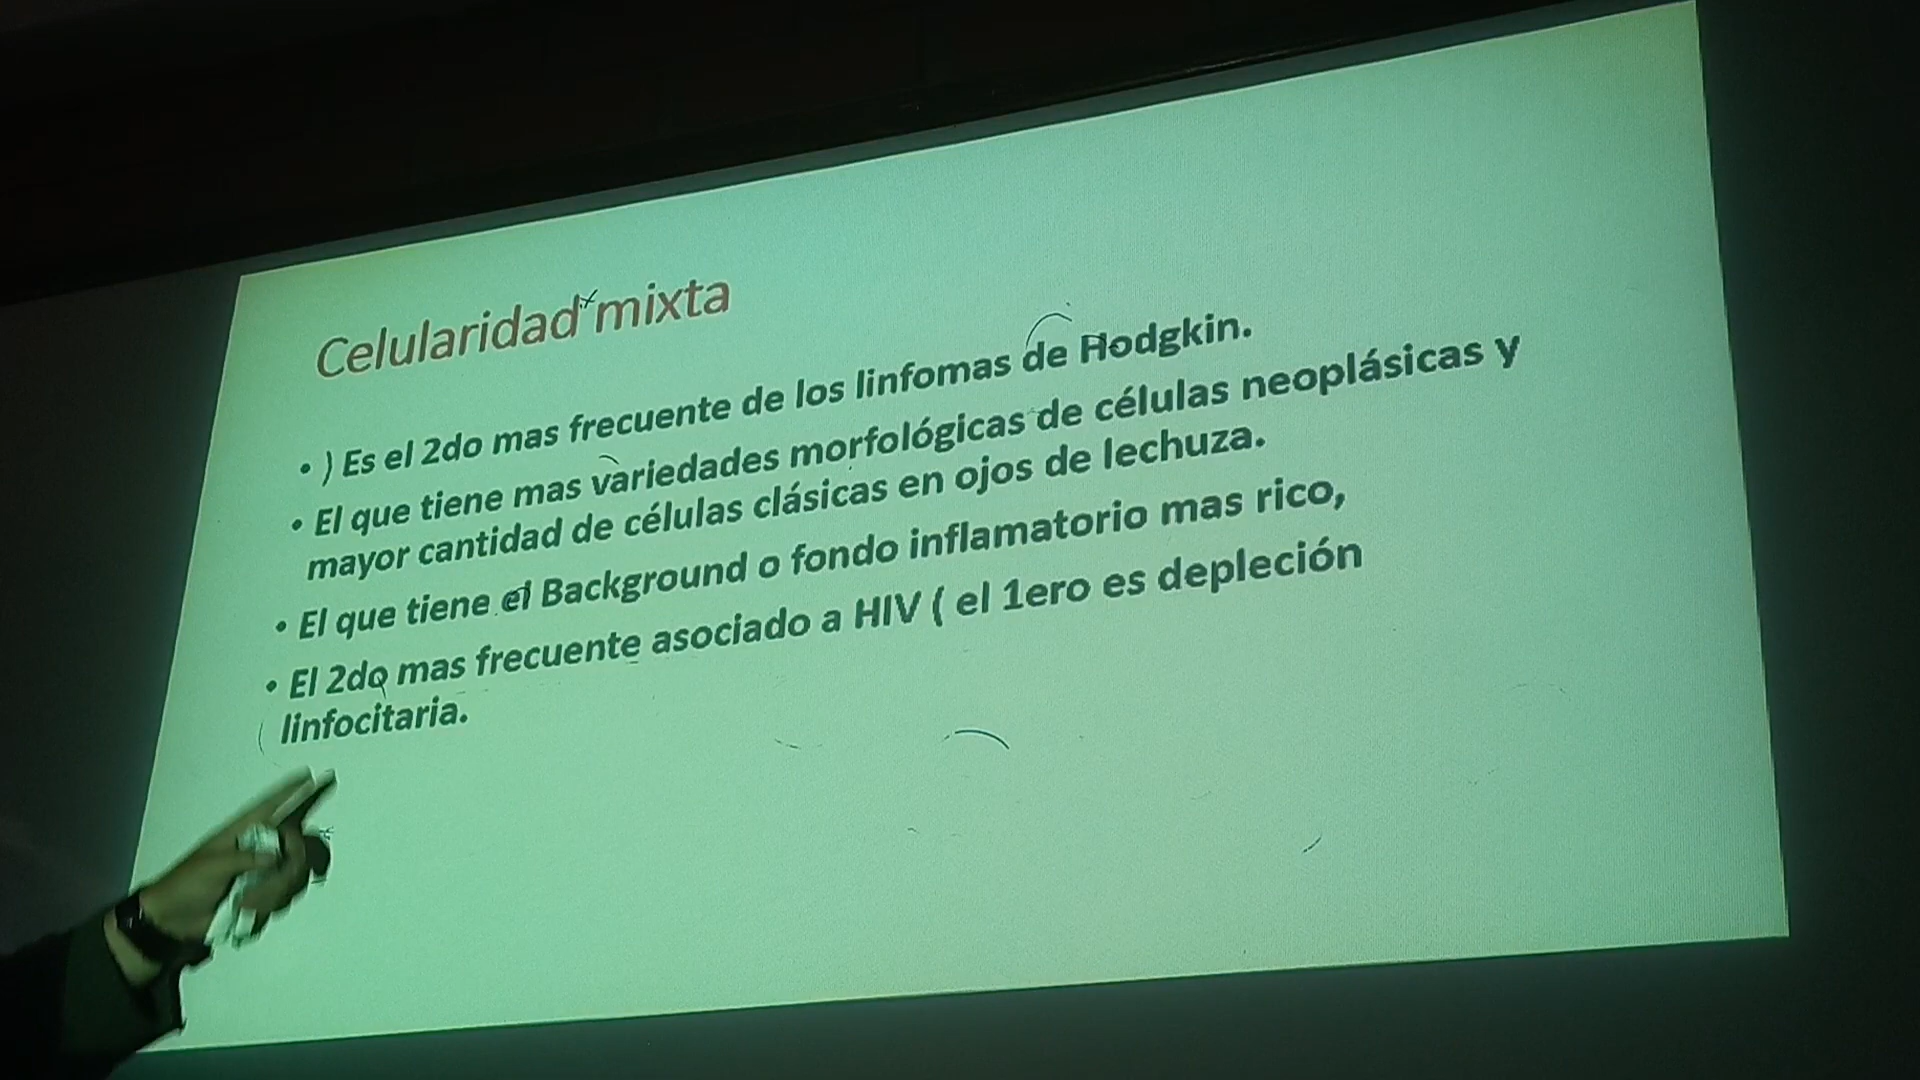 Celularidad mixta
• ) Es el 2do mas frecuente de los linfomas de Hodgkin.
• El que tiene mas variedades morfológicas de células neoplásicas y
mayor cantidad de células clásicas en ojos de lechuza.
• El que tiene el Background o fondo inflamatorio mas rico,
• El 2do mas frecuente asociado a HIV ( el 1ero es depleción
linfocitaria.